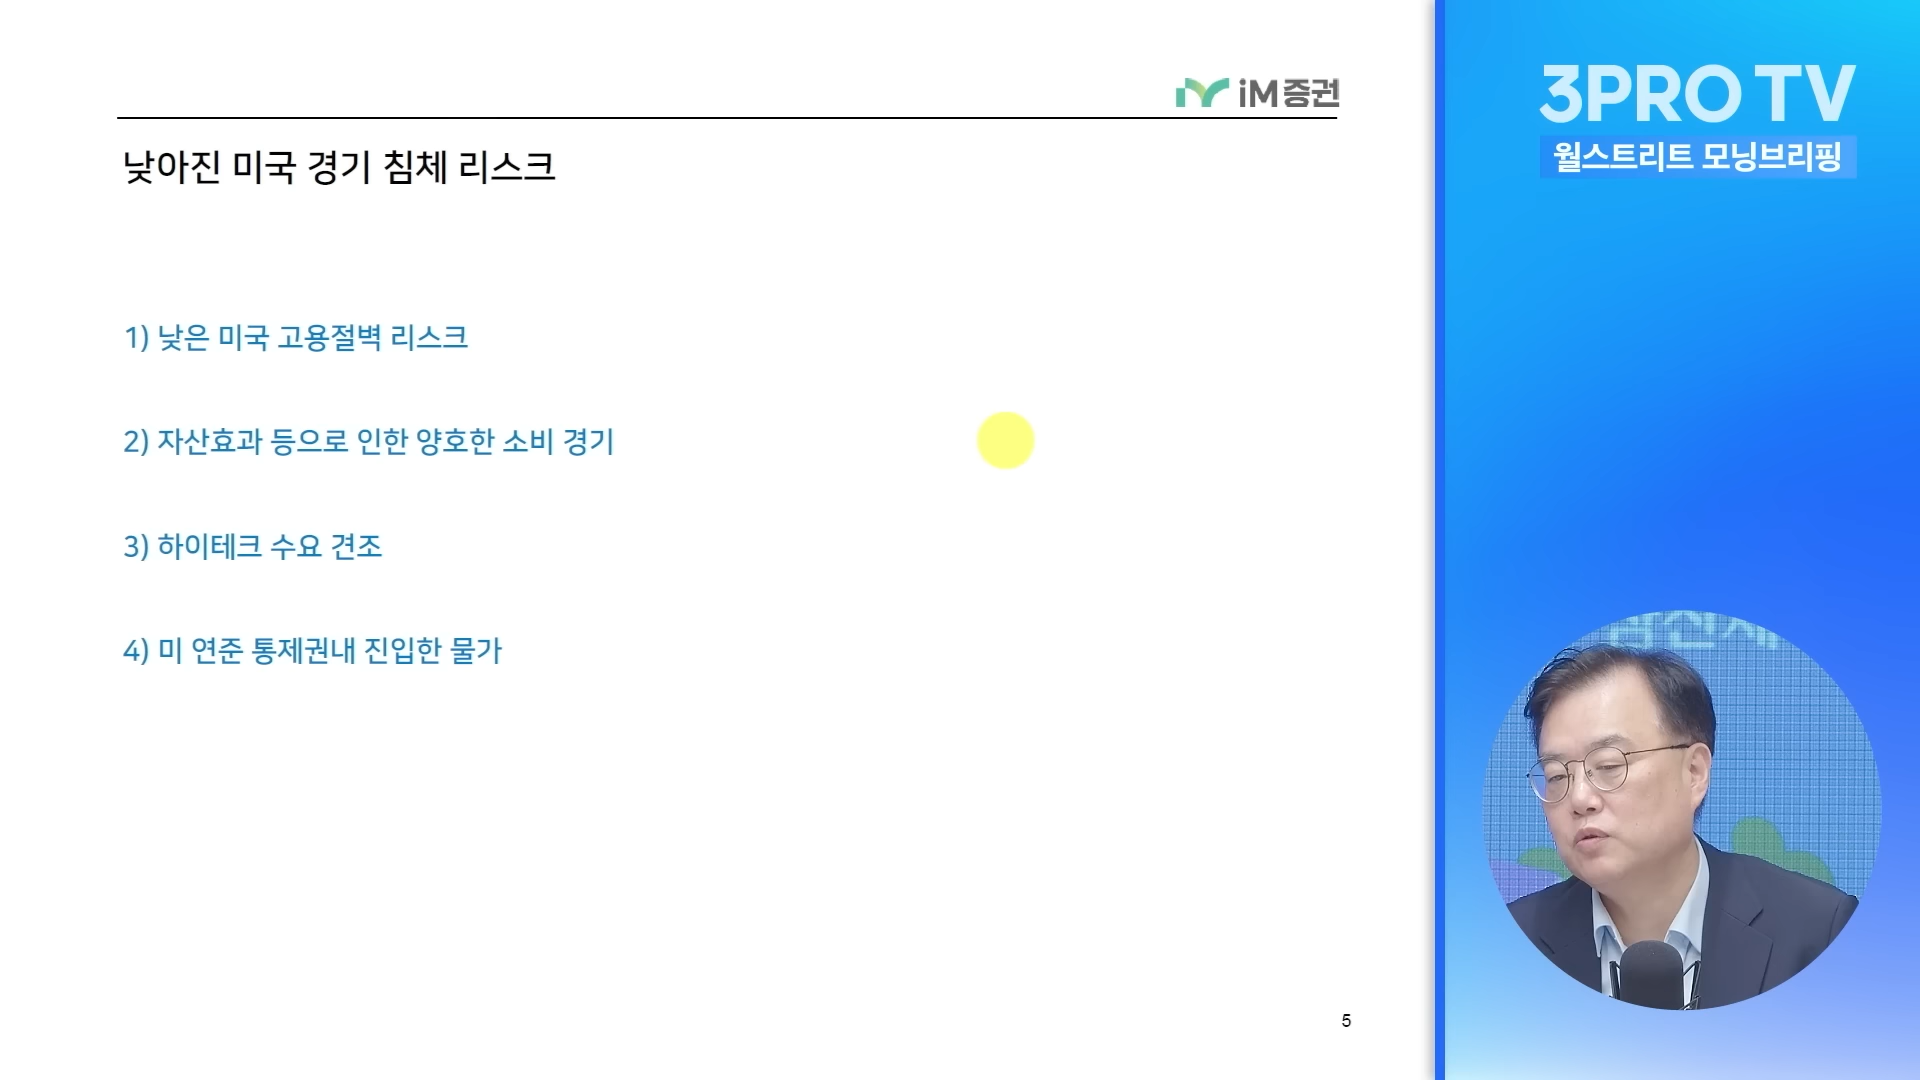 iM증권
낮아진 미국 경기 침체 리스크
1) 낮은 미국 고용절벽 리스크
2) 자산효과 등으로 인한 양호한 소비 경기
3) 하이테크 수요 견조
4) 미 연준 통제권내 진입한 물가
5
3PRO TV
월스트리트 모닝브리핑